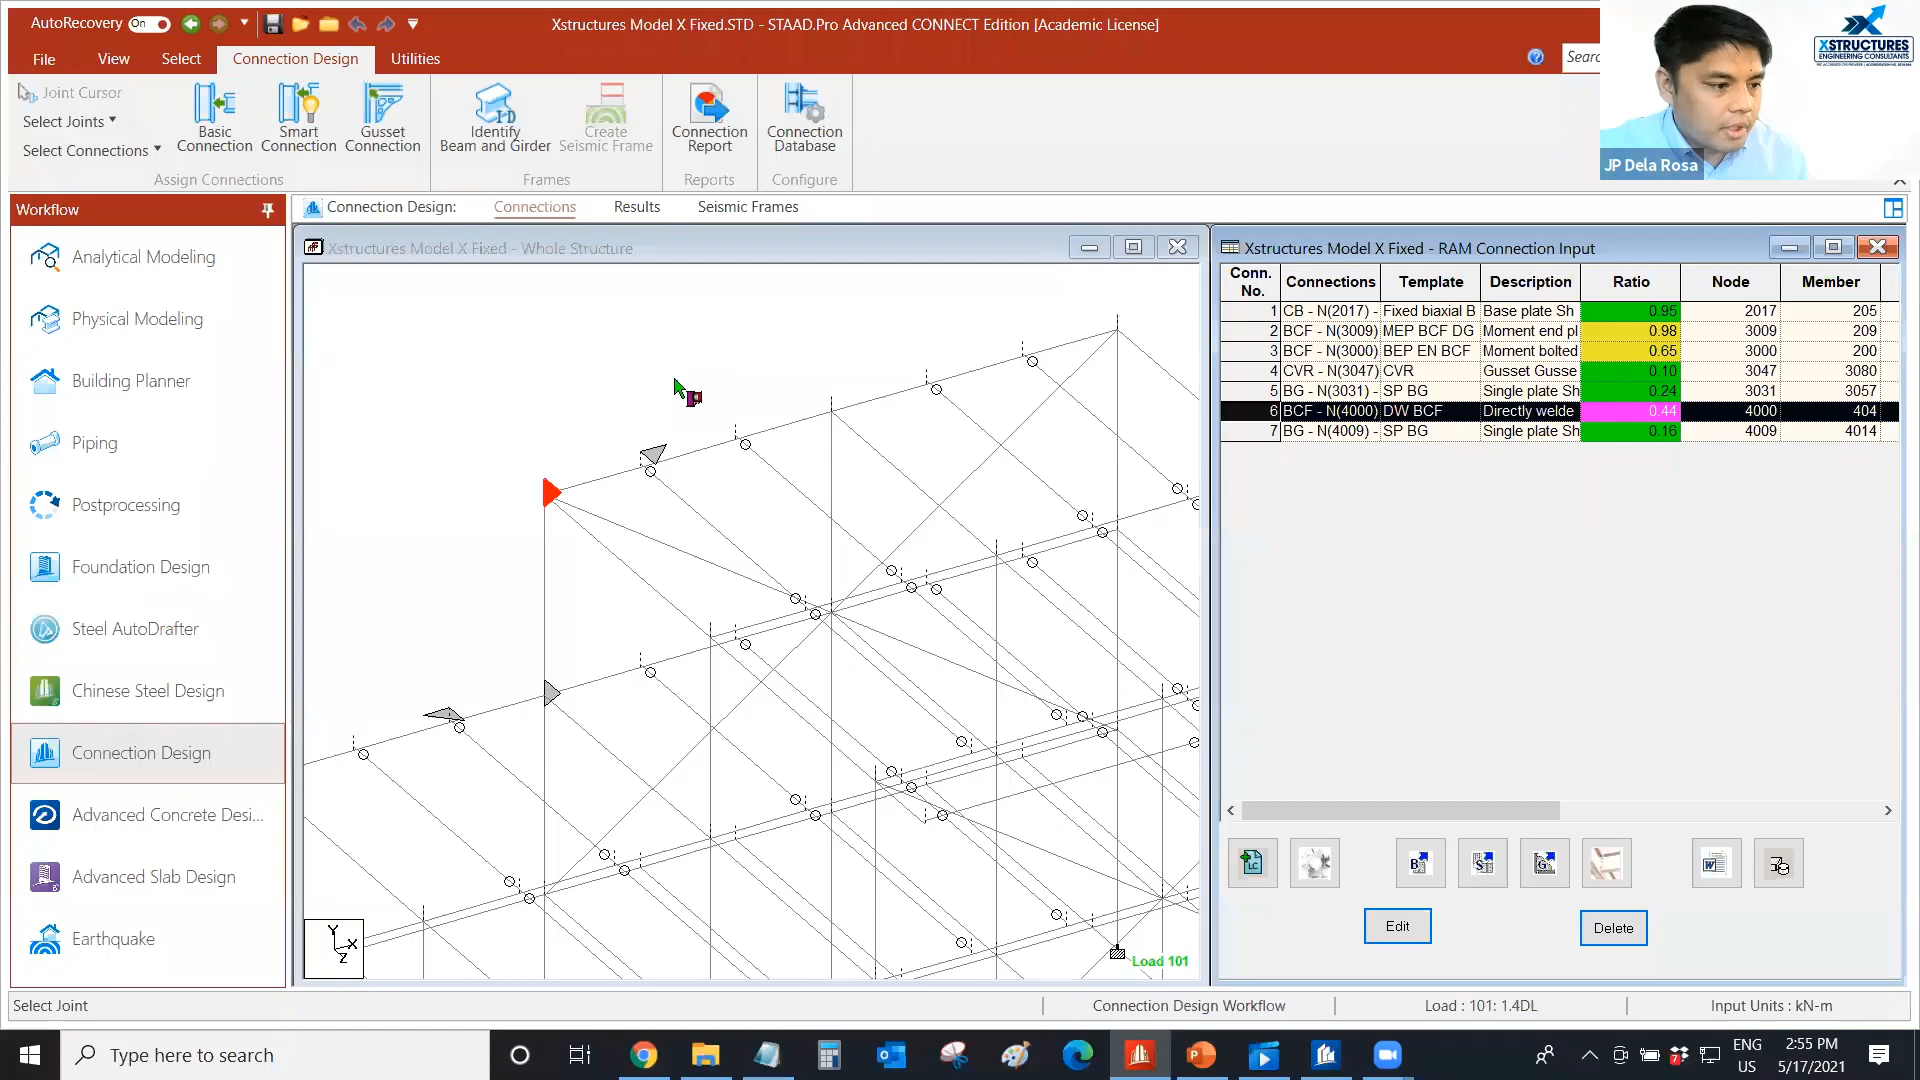 AutoRecovery On
Xstructures Model X Fixed.STD - STAAD.Pro Advanced CONNECT Edition [Academic License]
XSTRUCTURES
ENGINEERING CONSULTANTS
File View Select Connection Design Utilities
Searc
Joint Cursor
Select Joints
Select Connections
Basic Connection
Smart Connection
Gusset Connection
Identify Beam and Girder
Create Seismic Frame
Connection Report
Connection Database
Assign Connections Frames Reports Configure
JP Dela Rosa
Workflow
Connection Design: Connections Results Seismic Frames
Analytical Modeling
Physical Modeling
Building Planner
Piping
Postprocessing
Foundation Design
Steel AutoDrafter
Chinese Steel Design
Connection Design
Advanced Concrete Desi...
Advanced Slab Design
Earthquake
Xstructures Model X Fixed - Whole Structure
Y
X
Z
Load 101
Xstructures Model X Fixed - RAM Connection Input
Conn. No. Connections Template Description Ratio Node Member
1 CB - N(2017) - Fixed biaxial B Base plate Sh 0.95 2017 205
2 BCF - N(3009) MEP BCF DG Moment end pl 0.98 3009 209
3 BCF - N(3000) BEP EN BCF Moment bolted 0.65 3000 200
4 CVR - N(3047) CVR Gusset Gusse 0.10 3047 3080
5 BG - N(3031) - SP BG Single plate Sh 0.24 3031 3057
6 BCF - N(4000) DW BCF Directly welde 0.44 4000 404
7 BG - N(4009) - SP BG Single plate Sh 0.16 4009 4014
Edit Delete
Select Joint
Connection Design Workflow
Load : 101: 1.4DL
Input Units : kN-m
Type here to search
ENG
US
2:55 PM
5/17/2021